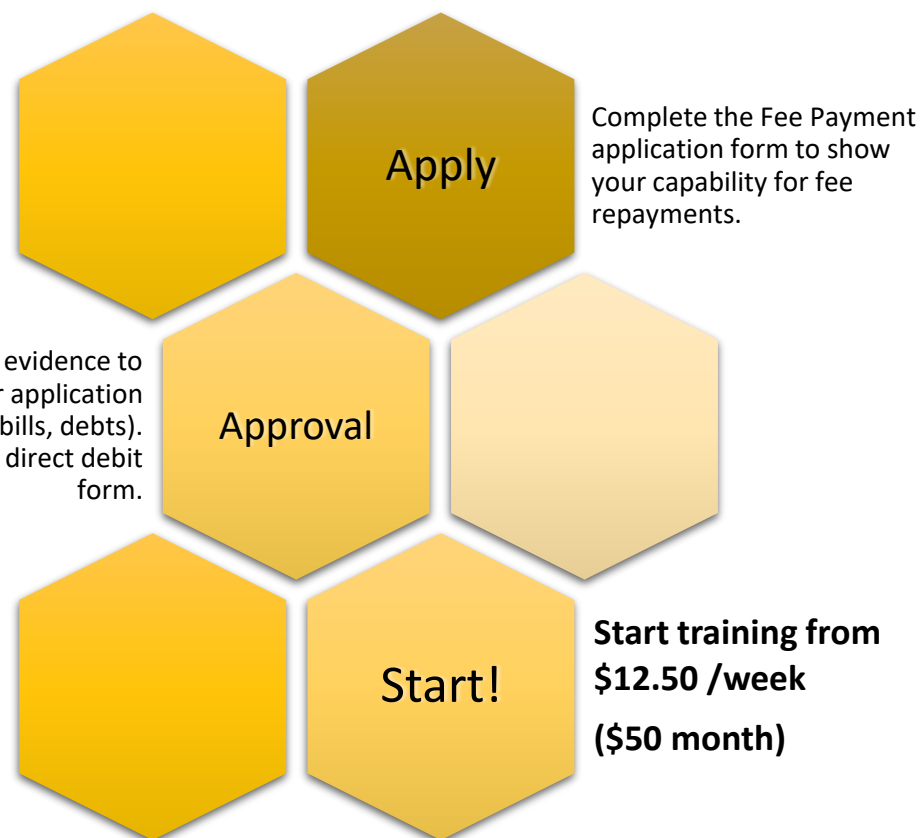 Apply
Complete the Fee Payment
application form to show
your capability for fee
repayments.
evidence to
application
bills, debts).
direct debit
form.
Approval
Start!
Start training from
$12.50 /week
($50 month)